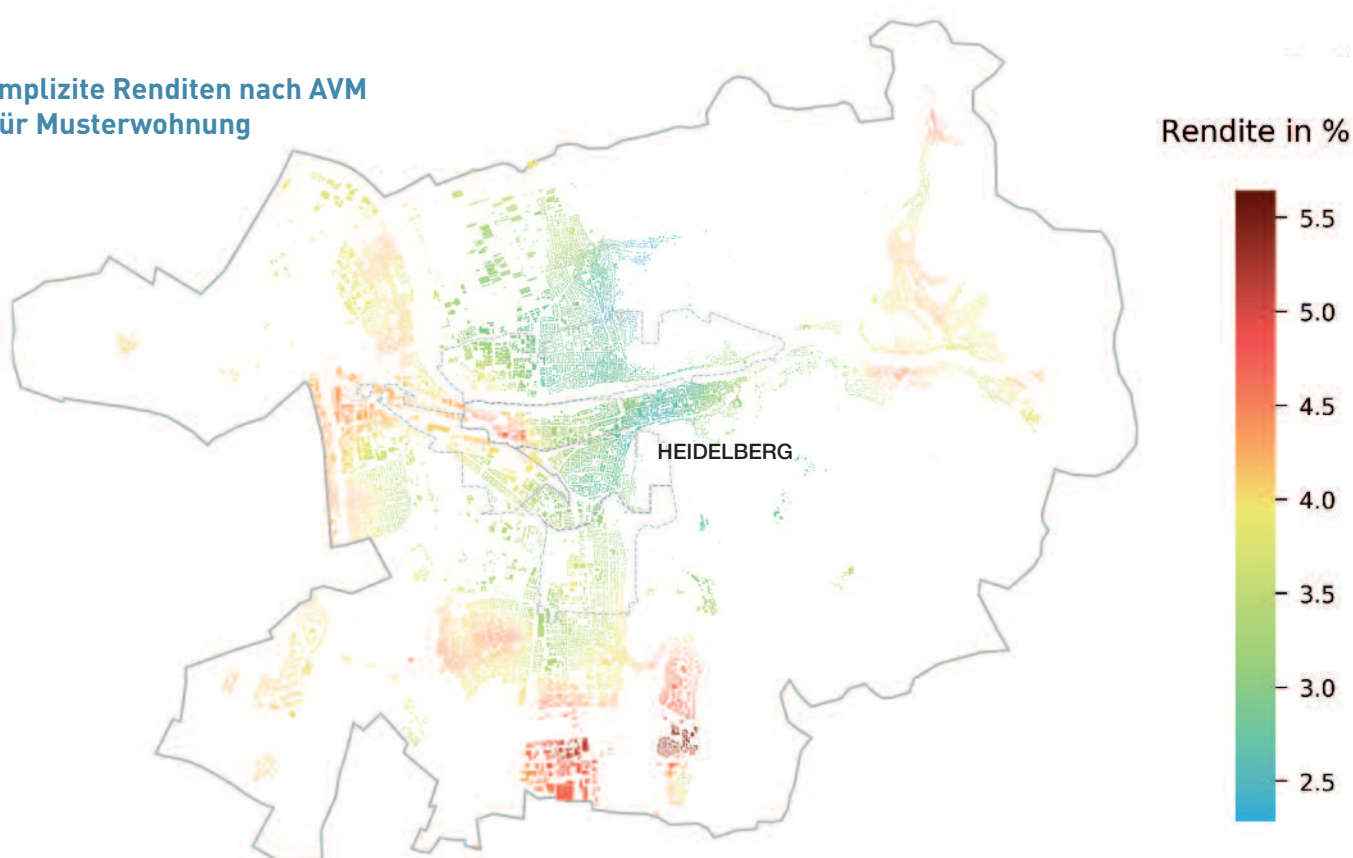 mplizite Renditen nach AVM
ür Musterwohnung
Rendite in %
5.5
5.0
4.5
4.0
3.5
3.0
2.5
HEIDELBERG